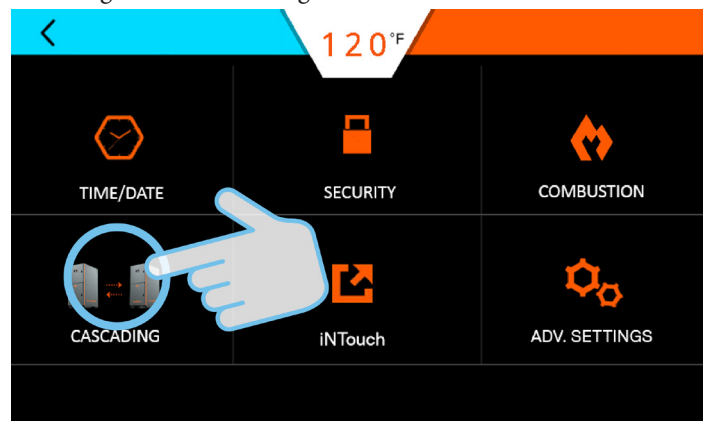 120°F
TIME/DATE
SECURITY
COMBUSTION
CASCADING
iNTouch
ADV. SETTINGS